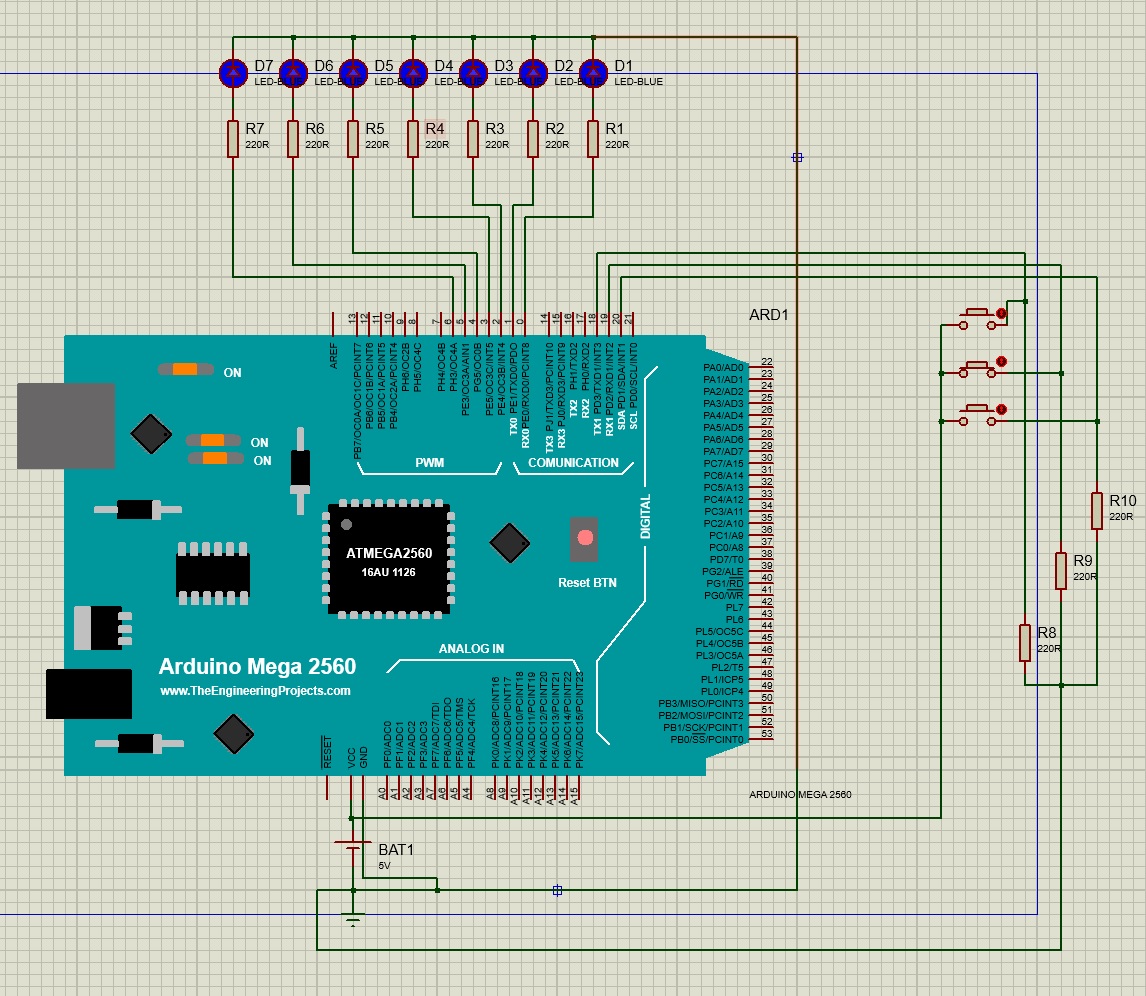 D7 D6 D5 D4 D3 D2 D1
LED-BLUE LED-BLUE LED-BLUE LED-BLUE LED-BLUE LED-BLUE LED-BLUE
R7 R6 R5 R4 R3 R2 R1
220R 220R 220R 220R 220R 220R 220R
ARD1
13 12 11 10 9 8 7 6 5 4 3 2 1 0 14 15 16 17 18 19 20 21
AREF
PB7/OC0A/OC1C/PCINT7
PB6/OC1B/PCINT6
PB5/OC1A/PCINT5
PB4/OC2A/PCINT4
PH6/OC2B
PH5/OC4C
PH4/OC4B
PH3/OC4A
PE3/OC3A/AIN1
PG5/OC0B
PE5/OC3C/INT5
PE4/OC3B/INT4
TX0 PE1/TXD0/PDO
RX0 PE0/RXD0/PCINT8
TX3 PJ1/TXD3/PCINT10
RX3 PJ0/RXD3/PCINT9
TX2 PH1/TXD2
RX2 PH0/RXD2
TX1 PD3/TXD1/INT3
RX1 PD2/RXD1/INT2
SDA PD1/SDA/INT1
SCL PD0/SCL/INT0
ON
ON
ON
PWM
COMUNICATION
DIGITAL
PA0/AD0 22
PA1/AD1 23
PA2/AD2 24
PA3/AD3 25
PA4/AD4 26
PA5/AD5 27
PA6/AD6 28
PA7/AD7 29
PC7/A15 30
PC6/A14 31
PC5/A13 32
PC4/A12 33
PC3/A11 34
PC2/A10 35
PC1/A9 36
PC0/A8 37
PD7/T0 38
PG2/ALE 39
PG1/RD 40
PG0/WR 41
PL7 42
PL6 43
PL5/OC5C 44
PL4/OC5B 45
PL3/OC5A 46
PL2/T5 47
PL1/ICP5 48
PL0/ICP4 49
PB3/MISO/PCINT3 50
PB2/MOSI/PCINT2 51
PB1/SCK/PCINT1 52
PB0/SS/PCINT0 53
ATMEGA2560
16AU 1126
Reset BTN
R10
220R
R9
220R
R8
220R
ANALOG IN
Arduino Mega 2560
www.TheEngineeringProjects.com
RESET
VCC
GND
PF0/ADC0
PF1/ADC1
PF2/ADC2
PF3/ADC3
PF7/ADC7/TDI
PF6/ADC6/TDO
PF5/ADC5/TMS
PF4/ADC4/TCK
PK0/ADC8/PCINT16
PK1/ADC9/PCINT17
PK2/ADC10/PCINT18
PK3/ADC11/PCINT19
PK4/ADC12/PCINT20
PK5/ADC13/PCINT21
PK6/ADC14/PCINT22
PK7/ADC15/PCINT23
A0 A1 A2 A3 A7 A6 A5 A4 A8 A9 A10 A11 A12 A13 A14 A15
ARDUINO MEGA 2560
BAT1
5V